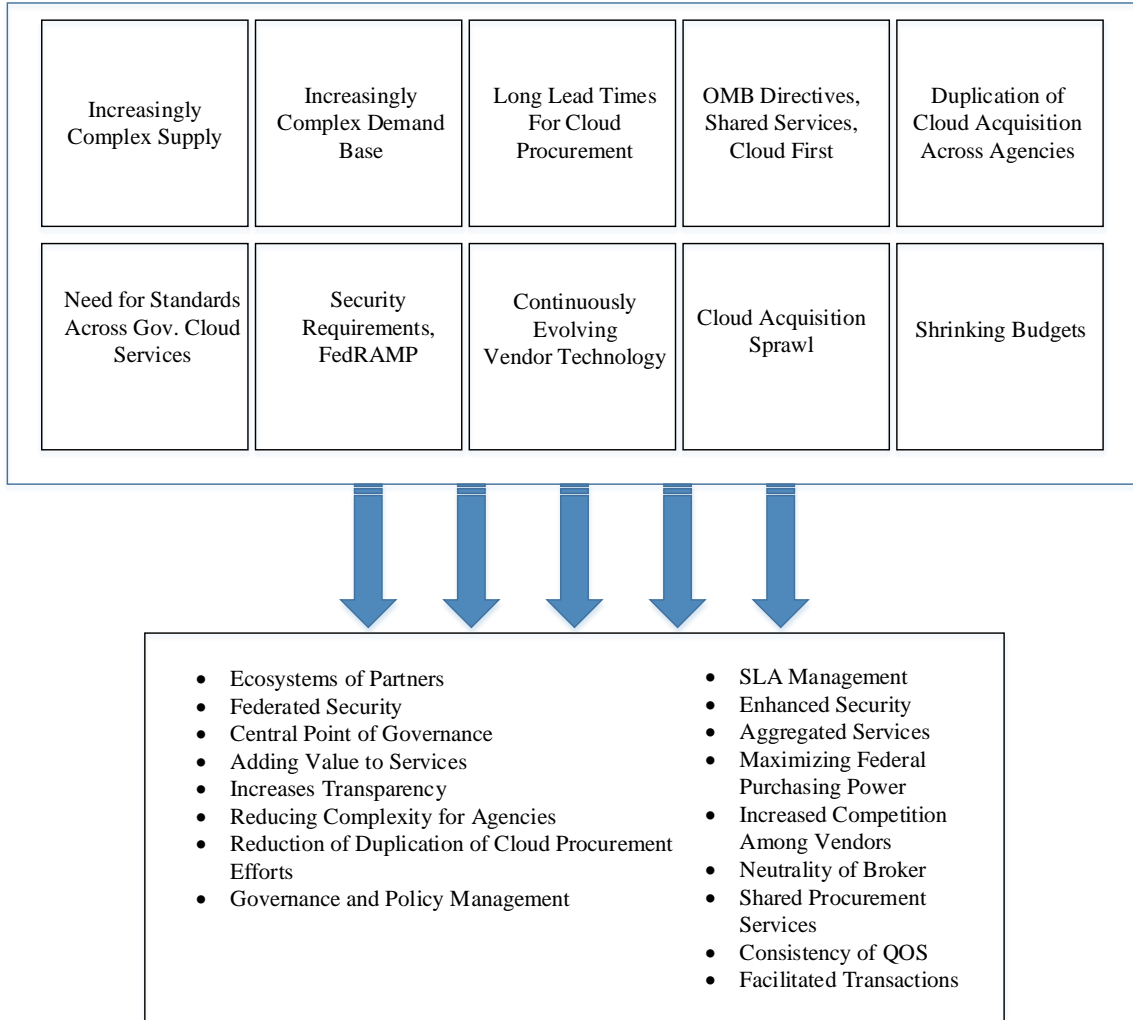 Increasingly
Complex Supply
Increasingly
Complex Demand
Base
Long Lead Times
For Cloud
Procurement
OMB Directives,
Shared Services,
Cloud First
Duplication of
Cloud Acquisition
Across Agencies
Need for Standards
Across Gov. Cloud
Services
Security
Requirements,
FedRAMP
Continuously
Evolving
Vendor Technology
Cloud Acquisition
Sprawl
Shrinking Budgets
• Ecosystems of Partners
• Federated Security
• Central Point of Governance
• Adding Value to Services
• Increases Transparency
• Reducing Complexity for Agencies
• Reduction of Duplication of Cloud Procurement
Efforts
• Governance and Policy Management
• SLA Management
• Enhanced Security
• Aggregated Services
• Maximizing Federal
Purchasing Power
• Increased Competition
Among Vendors
• Neutrality of Broker
• Shared Procurement
Services
• Consistency of QOS
• Facilitated Transactions